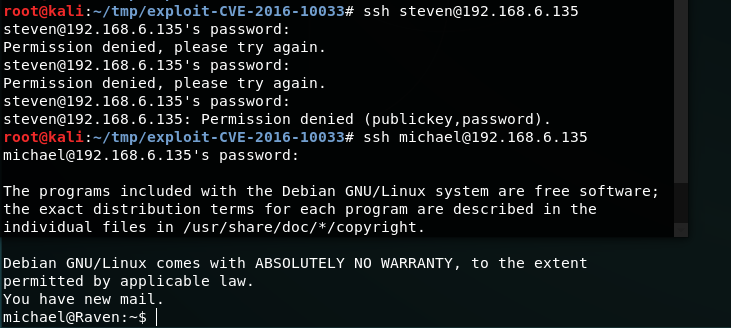 root@kali:~/tmp/exploit-CVE-2016-10033# ssh steven@192.168.6.135
steven@192.168.6.135's password:
Permission denied, please try again.
steven@192.168.6.135's password:
Permission denied, please try again.
steven@192.168.6.135's password:
steven@192.168.6.135: Permission denied (publickey,password).
root@kali:~/tmp/exploit-CVE-2016-10033# ssh michael@192.168.6.135
michael@192.168.6.135's password:
The programs included with the Debian GNU/Linux system are free software;
the exact distribution terms for each program are described in the
individual files in /usr/share/doc/*/copyright.
Debian GNU/Linux comes with ABSOLUTELY NO WARRANTY, to the extent
permitted by applicable law.
You have new mail.
michael@Raven:~$